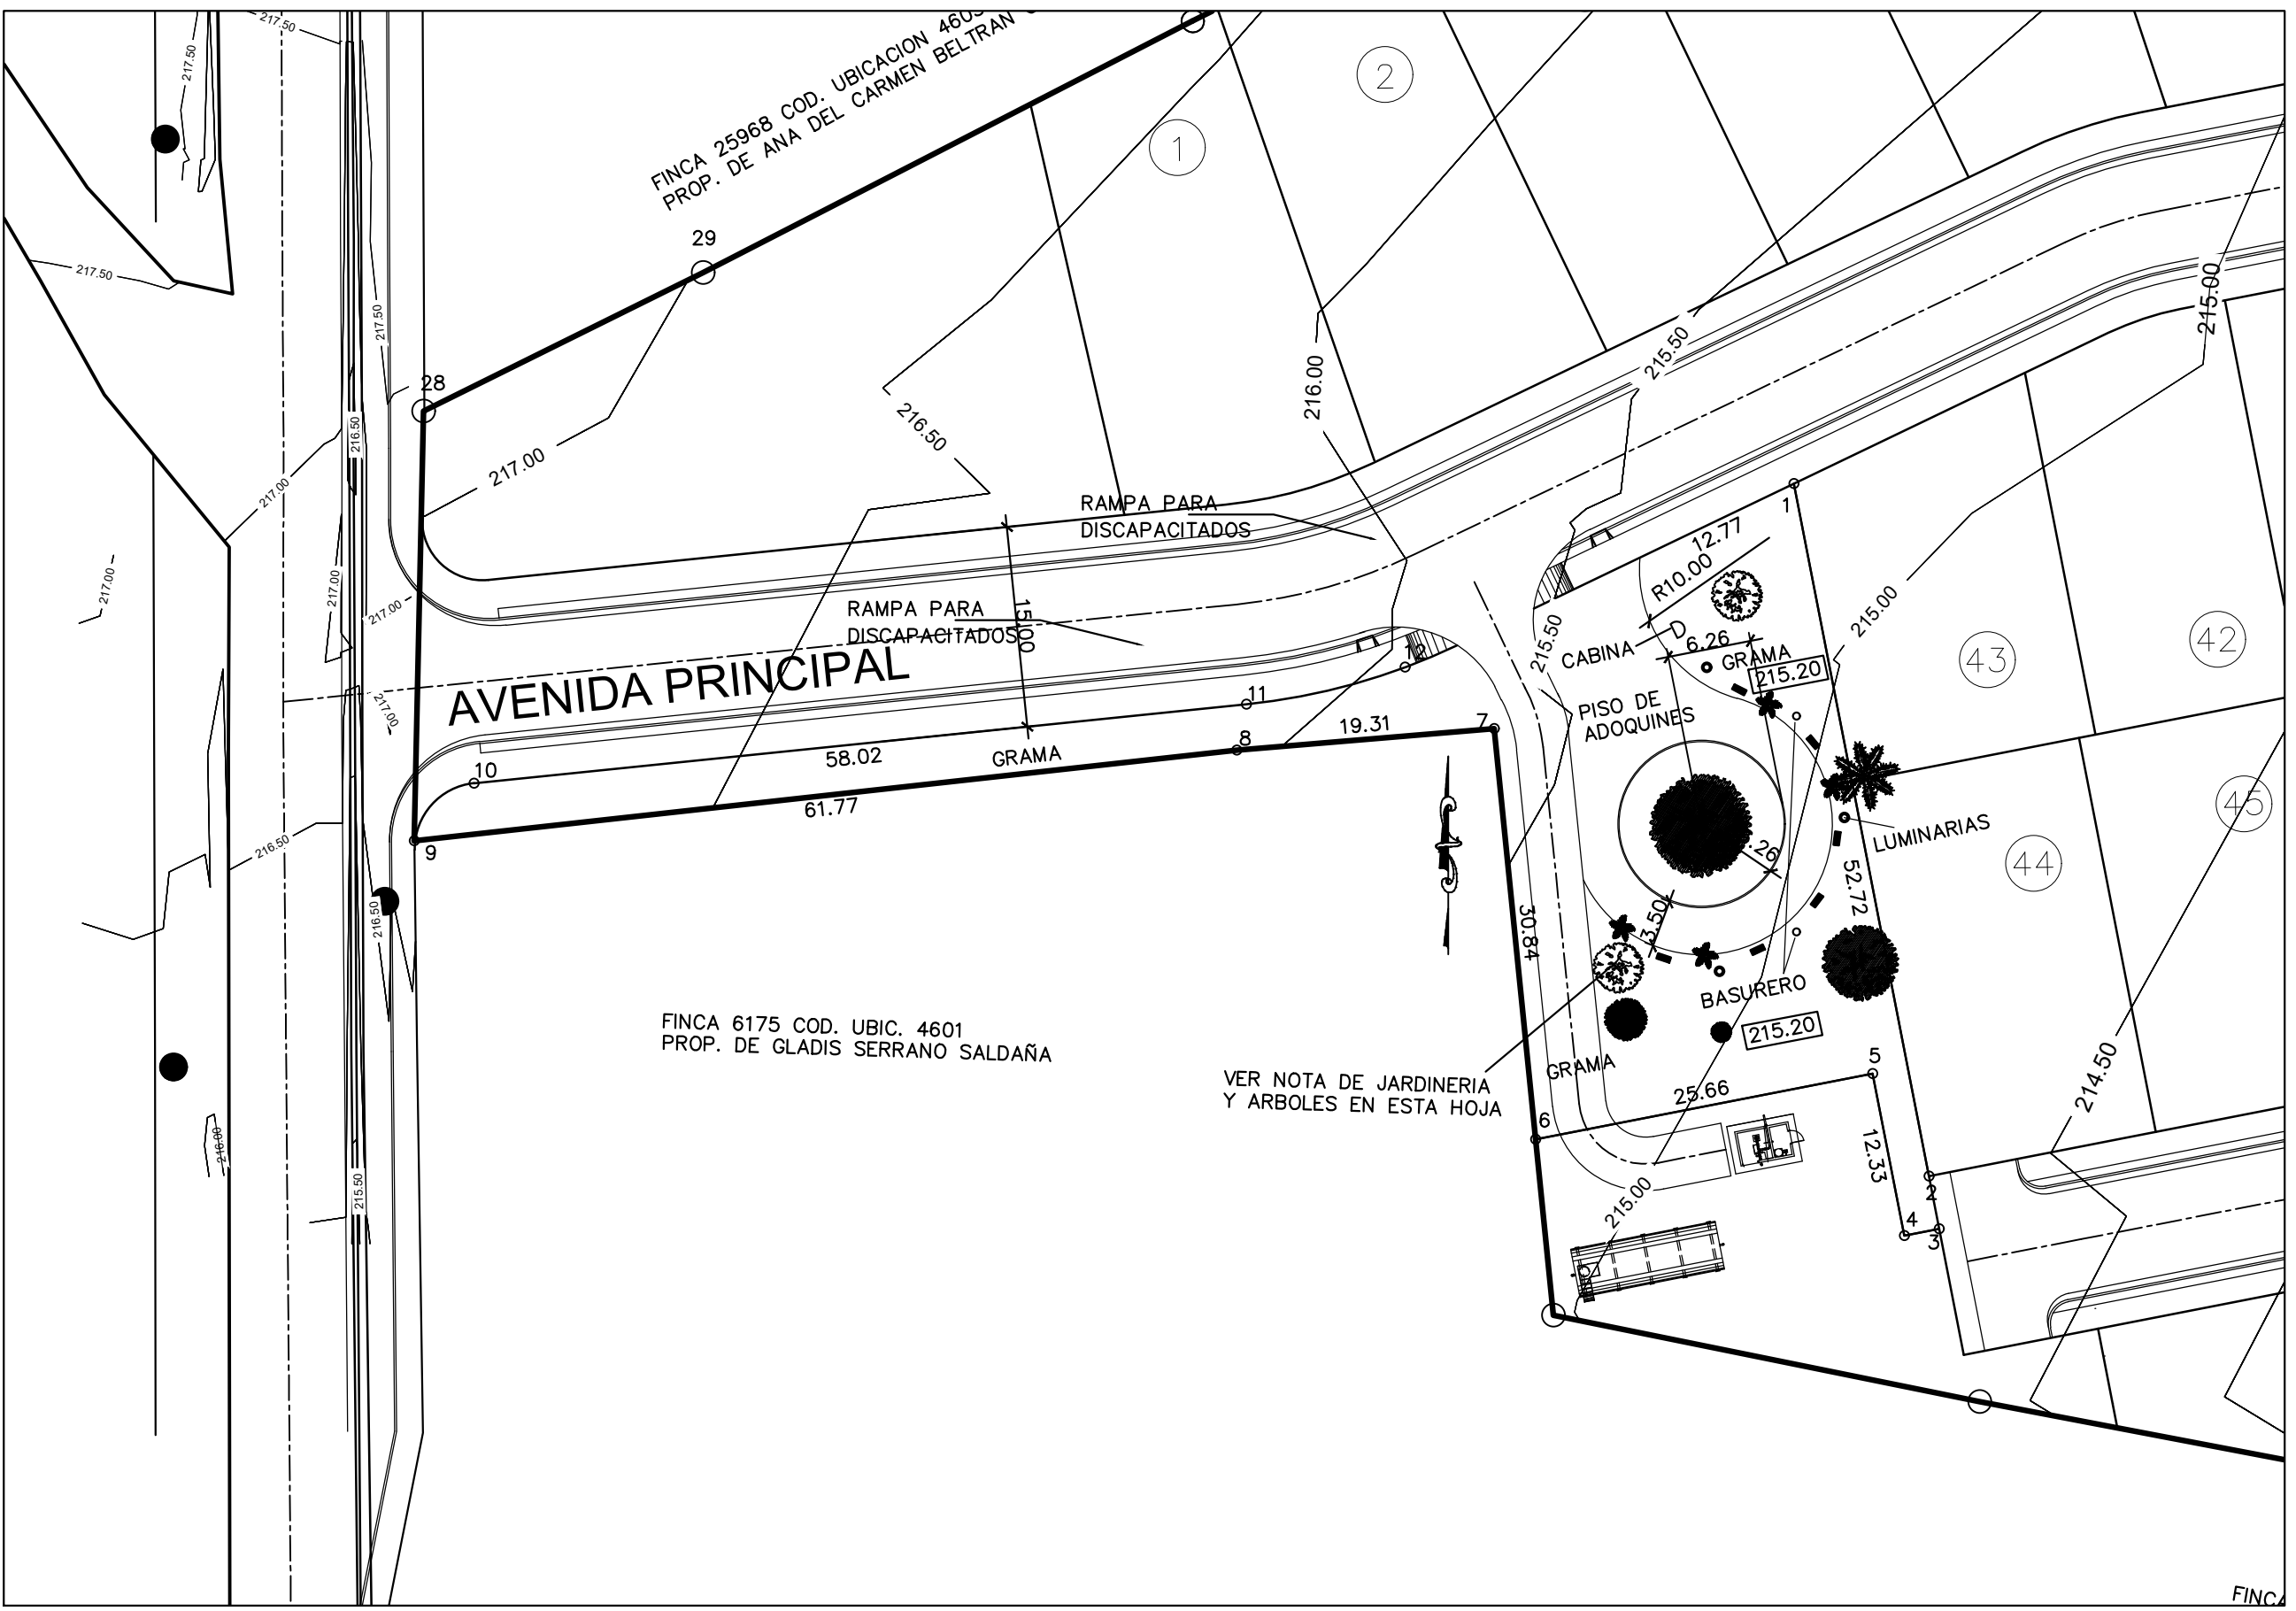 217.50
217.50
217.50
217.50
FINCA 25968 COD. UBICACION
PROP. DE ANA DEL CARMEN BELTRAN
29
28
1
2
217.00
216.50
216.00
215.50
215.00
216.50
217.00
217.00
217.00
217.00
217.00
RAMPA PARA
DISCAPACITADOS
RAMPA PARA
DISCAPACITADOS
15.00
AVENIDA PRINCIPAL
12
11
10
9
8
7
58.02
GRAMA
61.77
19.31
1
12.77
R10.00
215.50
CABINA
6.26
GRAMA
215.20
PISO DE
ADOQUINES
215.00
43
42
45
44
LUMINARIAS
52.72
3.50
30.84
BASURERO
215.20
GRAMA
5
25.66
6
12.33
2
4
3
215.00
214.50
VER NOTA DE JARDINERIA
Y ARBOLES EN ESTA HOJA
FINCA 6175 COD. UBIC. 4601
PROP. DE GLADIS SERRANO SALDAÑA
216.50
216.50
216.00
215.50